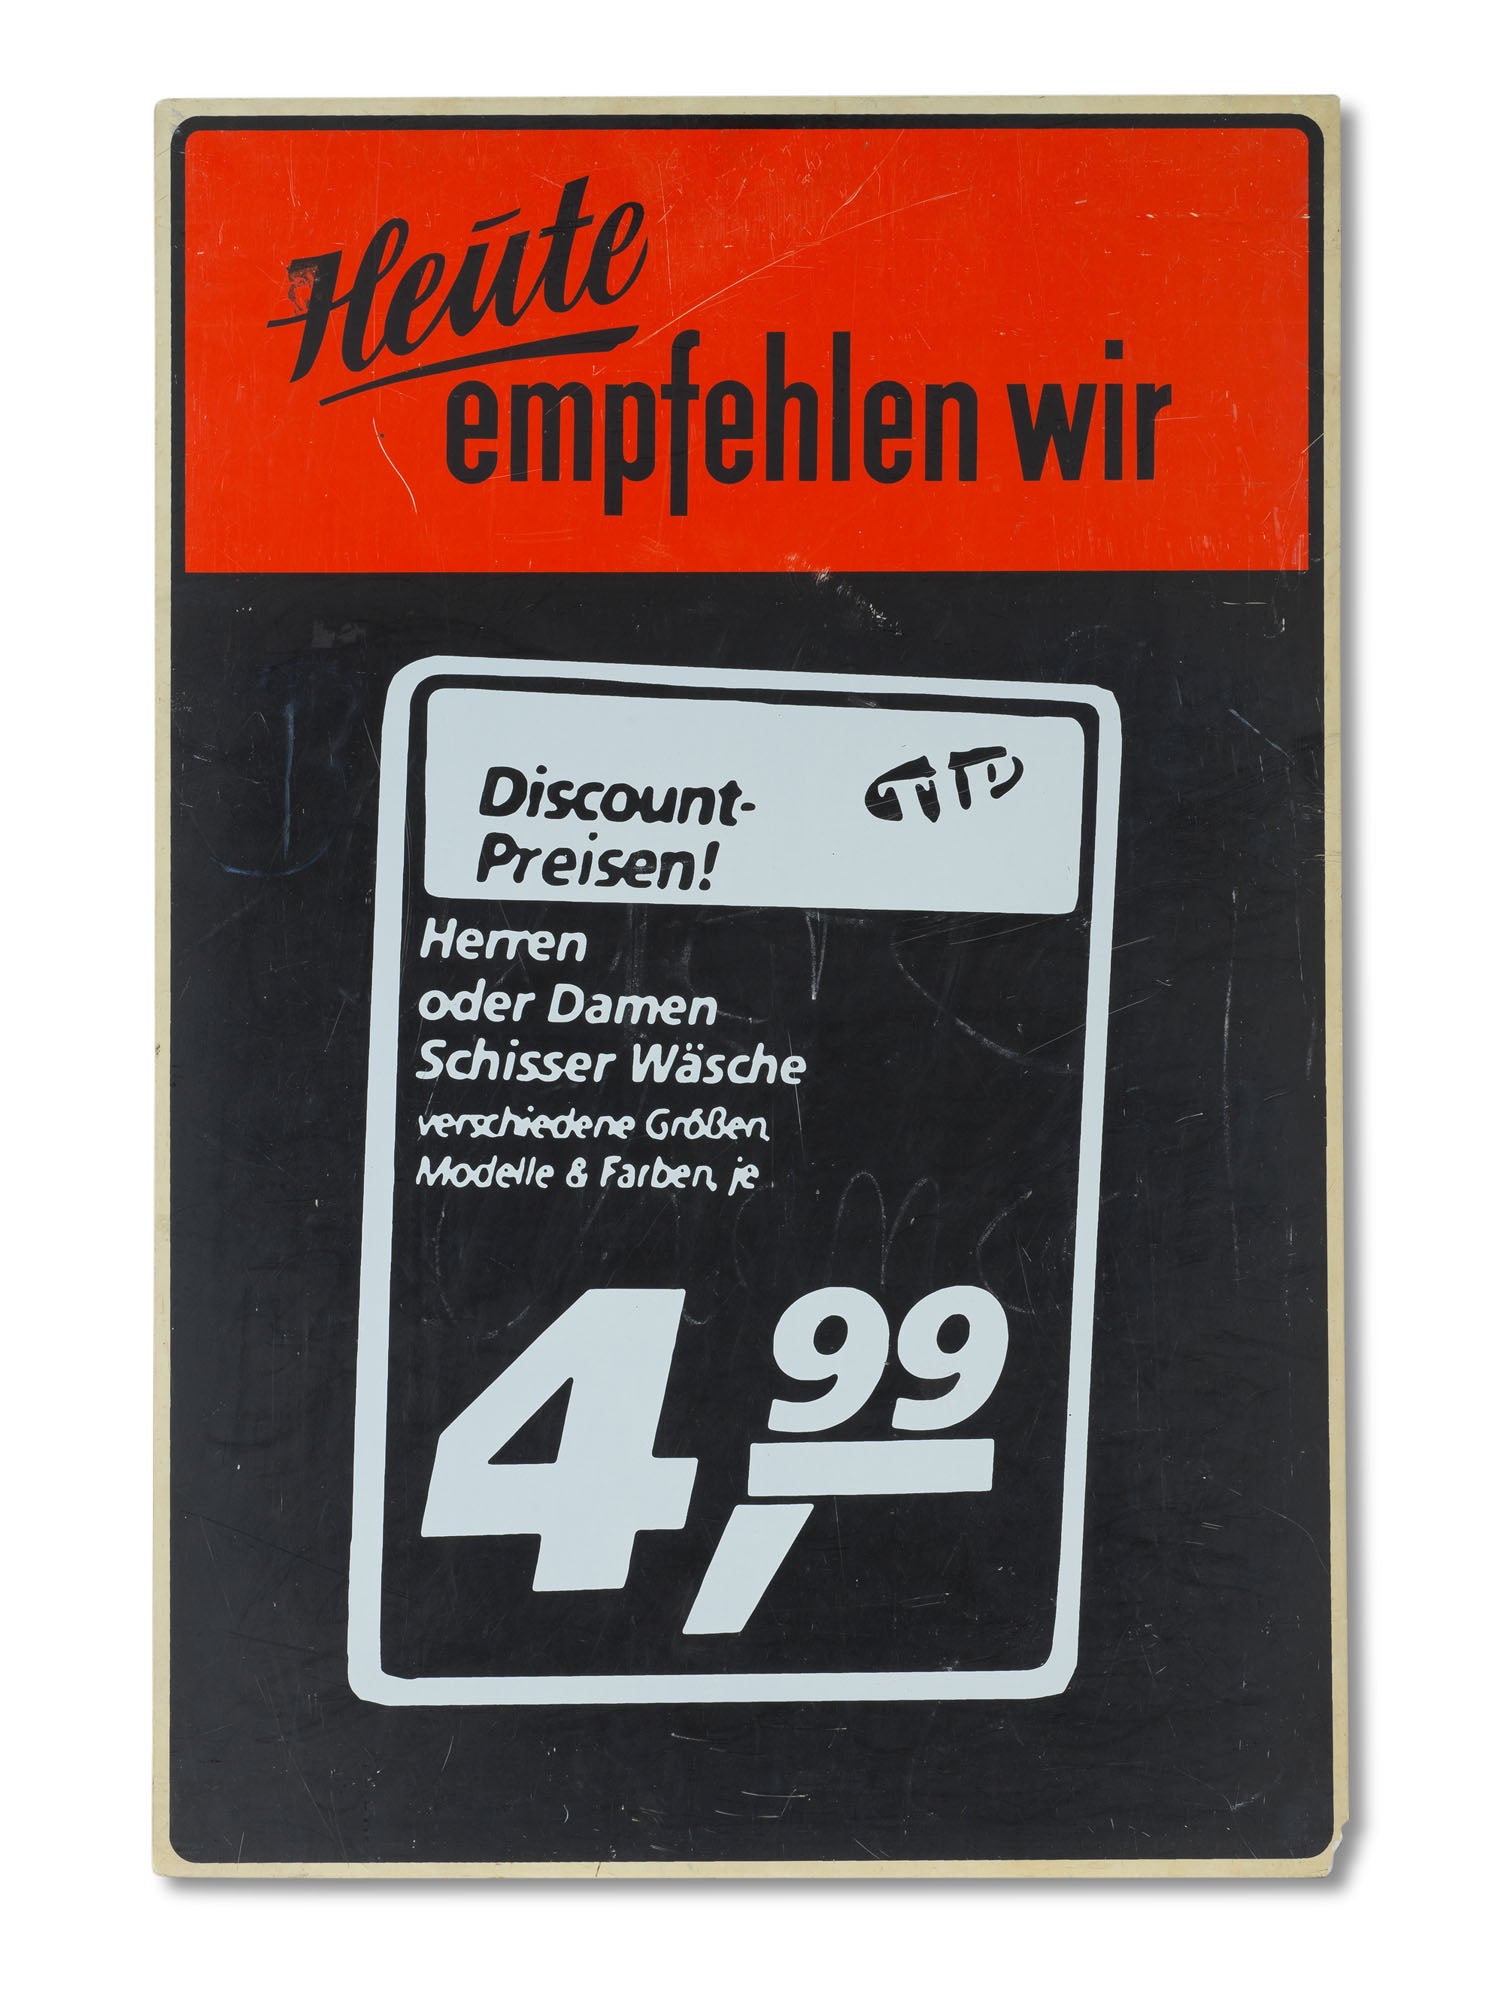 Heute
empfehlen wir
Discount-
Preisen!
Herren
oder Damen
Schisser Wäsche
verschiedene Größen,
Modelle & Farben, je
4,99